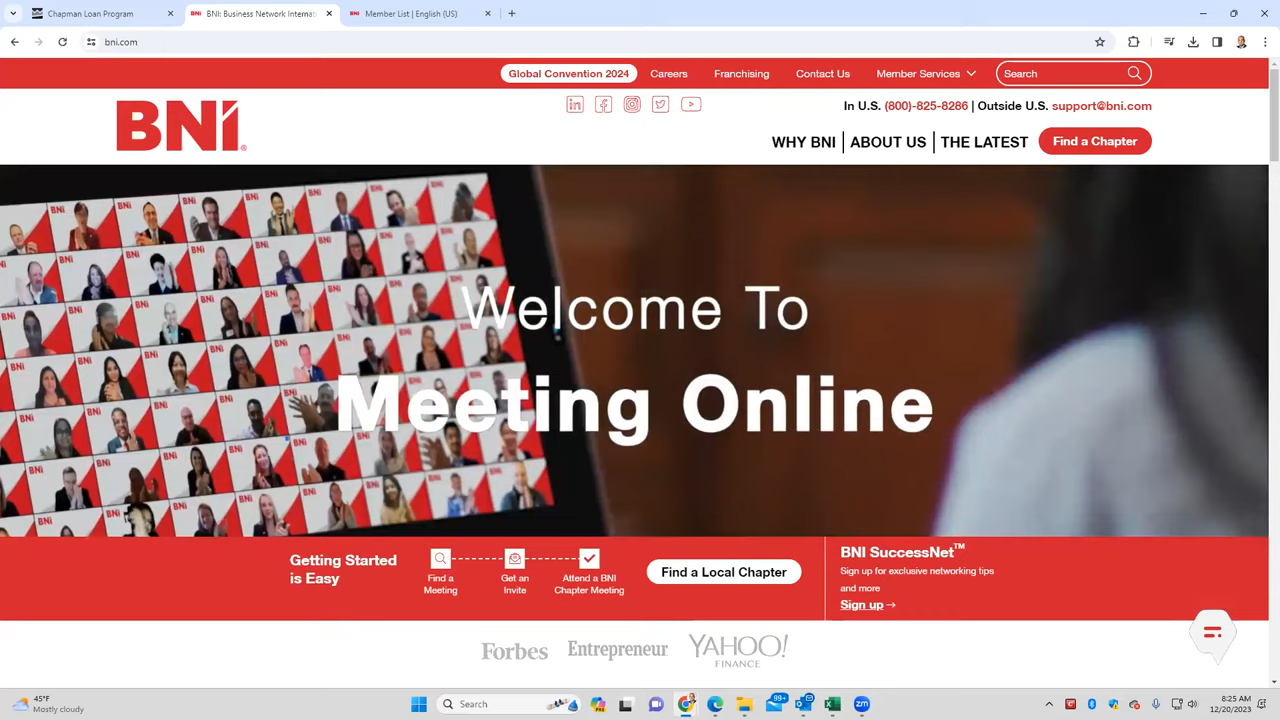 Chapman Loan Program
BNI: Business Network Internat
Member List | English (US)
bni.com
Global Convention 2024
Careers
Franchising
Contact Us
Member Services
Search
BNI®
In U.S. (800)-825-8286 | Outside U.S. support@bni.com
WHY BNI
ABOUT US
THE LATEST
Find a Chapter
Welcome To
Meeting Online
Getting Started
is Easy
Find a
Meeting
Get an
Invite
Attend a BNI
Chapter Meeting
Find a Local Chapter
BNI SuccessNet™
Sign up for exclusive networking tips
and more
Sign up →
Forbes
Entrepreneur
YAHOO!
FINANCE
45°F
Mostly cloudy
Search
99+
zm
8:25 AM
12/20/2023